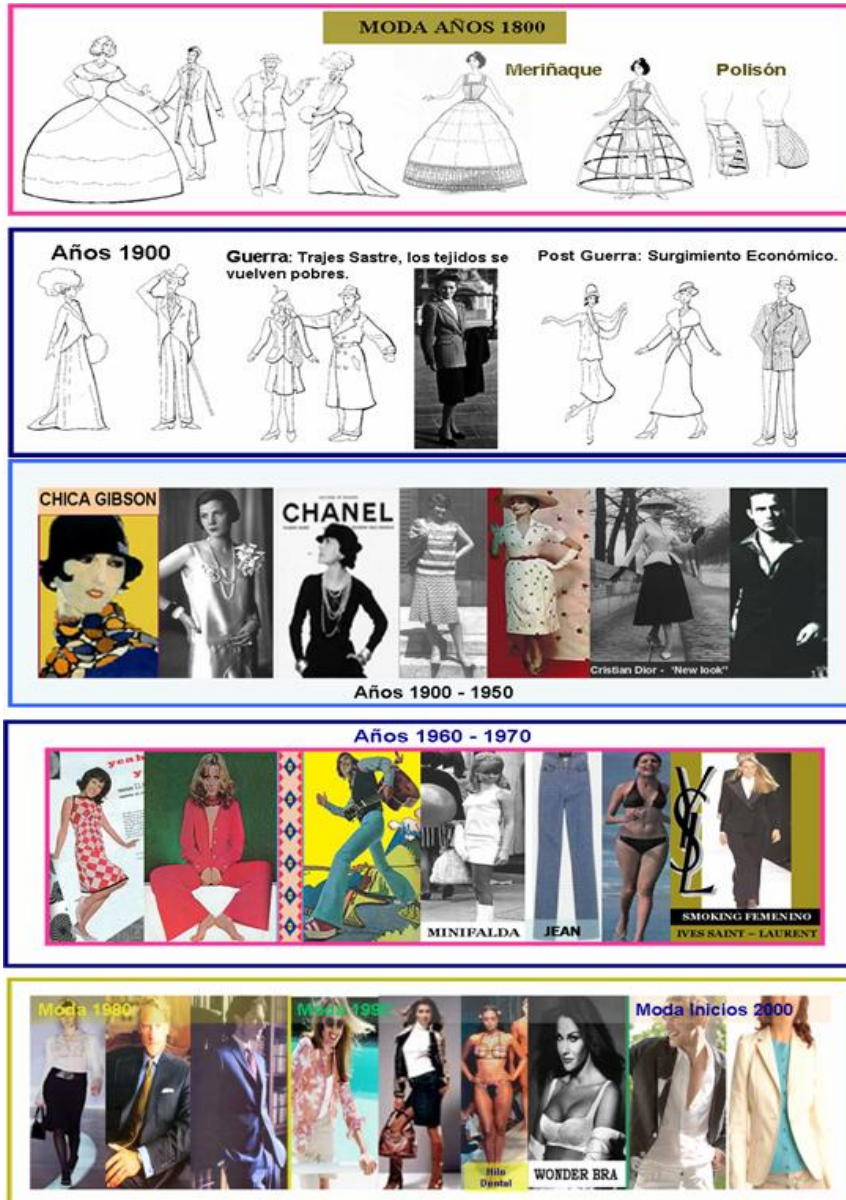 MODA AÑOS 1800
Meriñaque
Polisón
Años 1900
Guerra: Trajes Sastre, los tejidos se
vuelven pobres.
Post Guerra: Surgimiento Económico.
CHICA GIBSON
CHANEL
Cristian Dior - 'New look"
Años 1900 - 1950
Años 1960 - 1970
yeah
y
MINIFALDA
JEAN
YSL
SMOKING FEMENINO
IVES SAINT – LAURENT
Moda 1980
Moda 1990
Moda Inicios 2000
Hilo
Dental
WONDER BRA